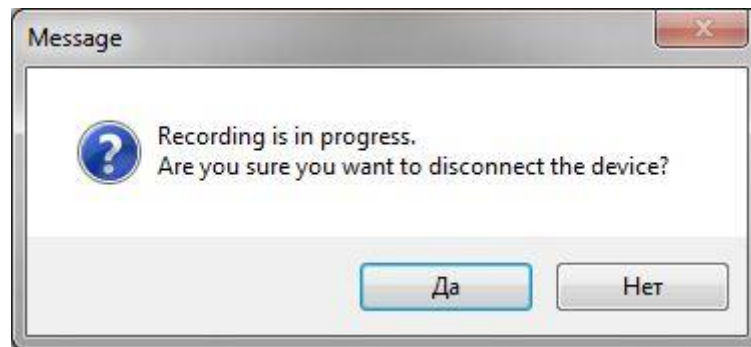 Message
Recording is in progress.
Are you sure you want to disconnect the device?
Да Нет